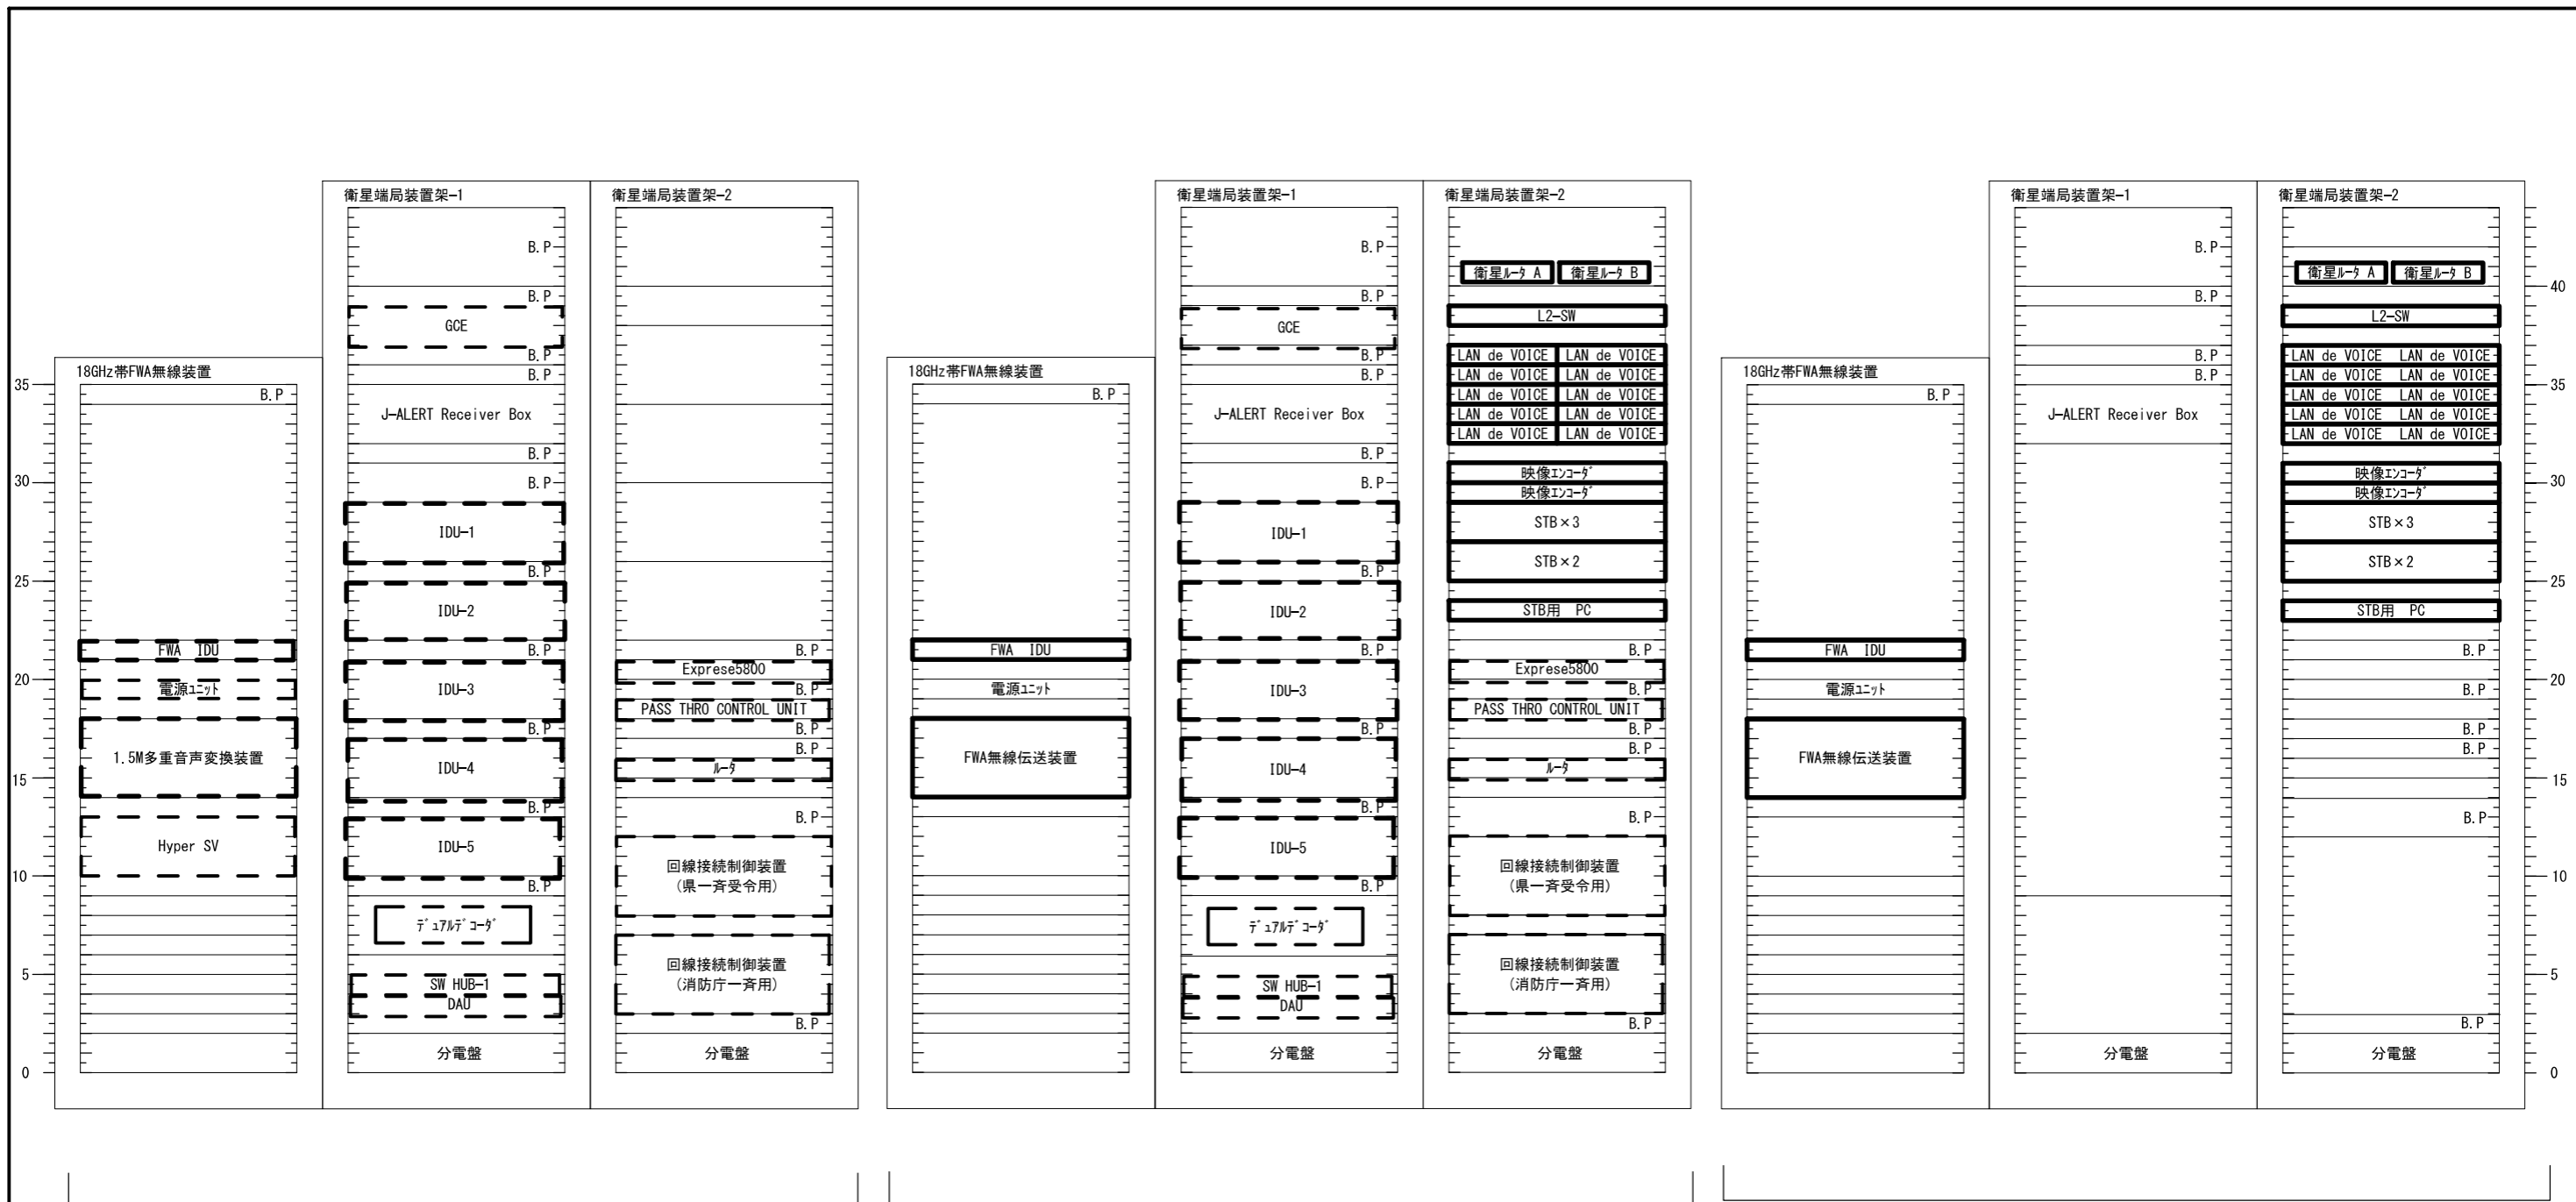 衛星端局装置架-1
衛星端局装置架-2
B.P
B.P
GCE
B.P
18GHz帯FWA無線装置
B.P
B.P
J-ALERT Receiver Box
B.P
B.P
IDU-1
B.P
IDU-2
B.P
IDU-3
B.P
IDU-4
B.P
IDU-5
B.P
ﾃﾞｭｱﾙﾃﾞｺｰﾀﾞ
SW HUB-1
DAU
分電盤
FWA IDU
電源ﾕﾆｯﾄ
1.5M多重音声変換装置
Hyper SV
B.P
Exprese5800
B.P
PASS THRO CONTROL UNIT
B.P
B.P
ﾙｰﾀ
B.P
回線接続制御装置
(県一斉受令用)
回線接続制御装置
(消防庁一斉用)
B.P
分電盤
35
30
25
20
15
10
5
0
18GHz帯FWA無線装置
B.P
FWA IDU
電源ﾕﾆｯﾄ
FWA無線伝送装置
衛星端局装置架-1
B.P
B.P
GCE
B.P
B.P
J-ALERT Receiver Box
B.P
B.P
IDU-1
B.P
IDU-2
B.P
IDU-3
B.P
IDU-4
B.P
IDU-5
B.P
ﾃﾞｭｱﾙﾃﾞｺｰﾀﾞ
SW HUB-1
DAU
分電盤
衛星端局装置架-2
衛星ﾙｰﾀ A 衛星ﾙｰﾀ B
L2-SW
LAN de VOICE LAN de VOICE
LAN de VOICE LAN de VOICE
LAN de VOICE LAN de VOICE
LAN de VOICE LAN de VOICE
LAN de VOICE LAN de VOICE
映像ｴﾝｺｰﾀﾞ
映像ｴﾝｺｰﾀﾞ
STB×3
STB×2
STB用 PC
B.P
Exprese5800
B.P
PASS THRO CONTROL UNIT
B.P
B.P
ﾙｰﾀ
B.P
回線接続制御装置
(県一斉受令用)
回線接続制御装置
(消防庁一斉用)
B.P
分電盤
18GHz帯FWA無線装置
B.P
FWA IDU
電源ﾕﾆｯﾄ
FWA無線伝送装置
衛星端局装置架-1
B.P
B.P
B.P
B.P
J-ALERT Receiver Box
分電盤
衛星端局装置架-2
衛星ﾙｰﾀ A 衛星ﾙｰﾀ B
L2-SW
LAN de VOICE LAN de VOICE
LAN de VOICE LAN de VOICE
LAN de VOICE LAN de VOICE
LAN de VOICE LAN de VOICE
LAN de VOICE LAN de VOICE
映像ｴﾝｺｰﾀﾞ
映像ｴﾝｺｰﾀﾞ
STB×3
STB×2
STB用 PC
B.P
B.P
B.P
B.P
B.P
B.P
分電盤
40
35
30
25
20
15
10
5
0